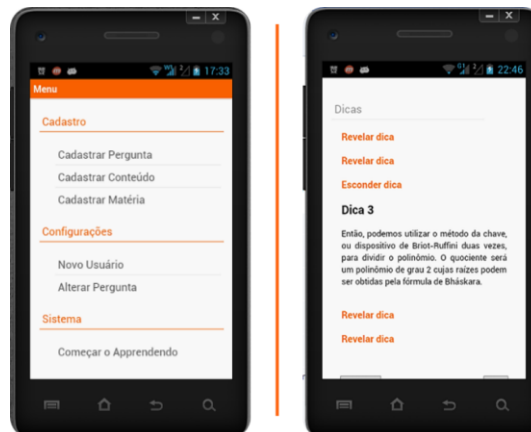 17:33
Menu
Cadastro
Cadastrar Pergunta
Cadastrar Conteúdo
Cadastrar Matéria
Configurações
Novo Usuário
Alterar Pergunta
Sistema
Começar o Apprendendo
22:46
Dicas
Revelar dica
Revelar dica
Esconder dica
Dica 3
Então, podemos utilizar o método da chave,
ou dispositivo de Briot-Ruffini duas vezes,
para dividir o polinômio. O quociente será
um polinômio de grau 2 cujas raízes podem
ser obtidas pela fórmula de Bháskara.
Revelar dica
Revelar dica